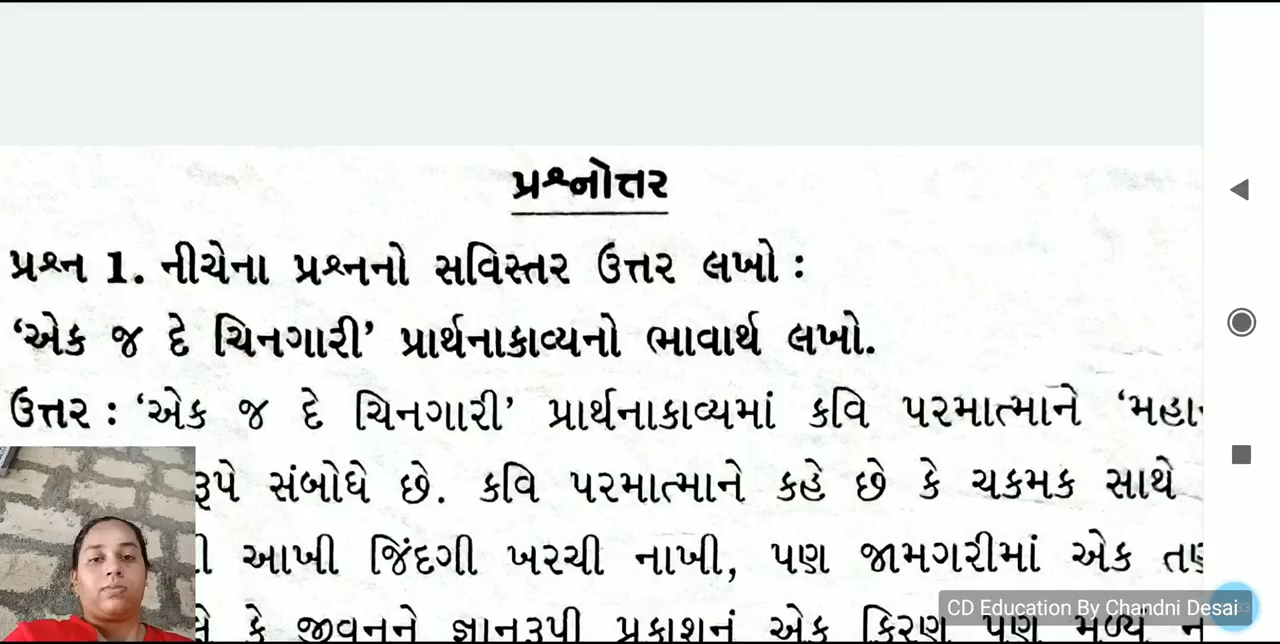 પ્રશ્નોત્તર
પ્રશ્ન 1. નીચેના પ્રશ્નનો સવિસ્તર ઉત્તર લખો :
‘એક જ દે ચિનગારી’ પ્રાર્થનાકાવ્યનો ભાવાર્થ લખો.
ઉત્તર : ‘એક જ દે ચિનગારી’ પ્રાર્થનાકાવ્યમાં કવિ પરમાત્માને ‘મહા
રૂપે સંબોધે છે. કવિ પરમાત્માને કહે છે કે ચકમક સાથે
આખી જિંદગી ખરચી નાખી, પણ જામગરીમાં એક
કે જીવનને જ્ઞાનરૂપી પ્રકાશનું એક કિરણ પણ મળ્યું
CD Education By Chandni Desai